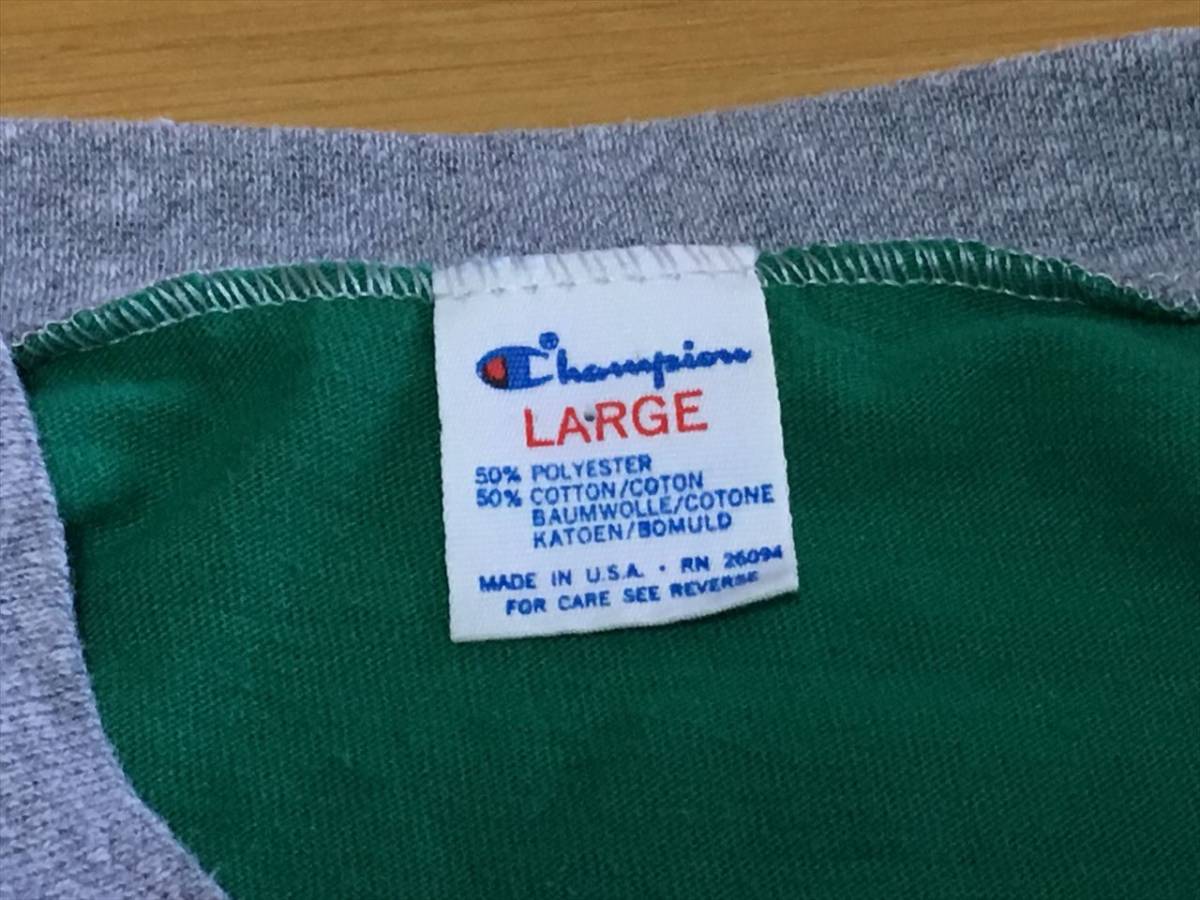 Champion®
LARGE
50% POLYESTER
50% COTTON/COTON
BAUMWOLLE/COTONE
KATOEN/BOMULD
MADE IN U.S.A. · RN 26094
FOR CARE SEE REVERSE